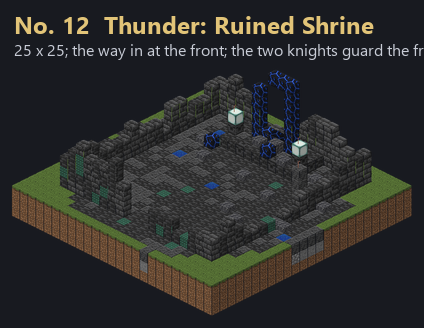 No. 12 Thunder: Ruined Shrine
25 x 25; the way in at the front; the two knights guard the